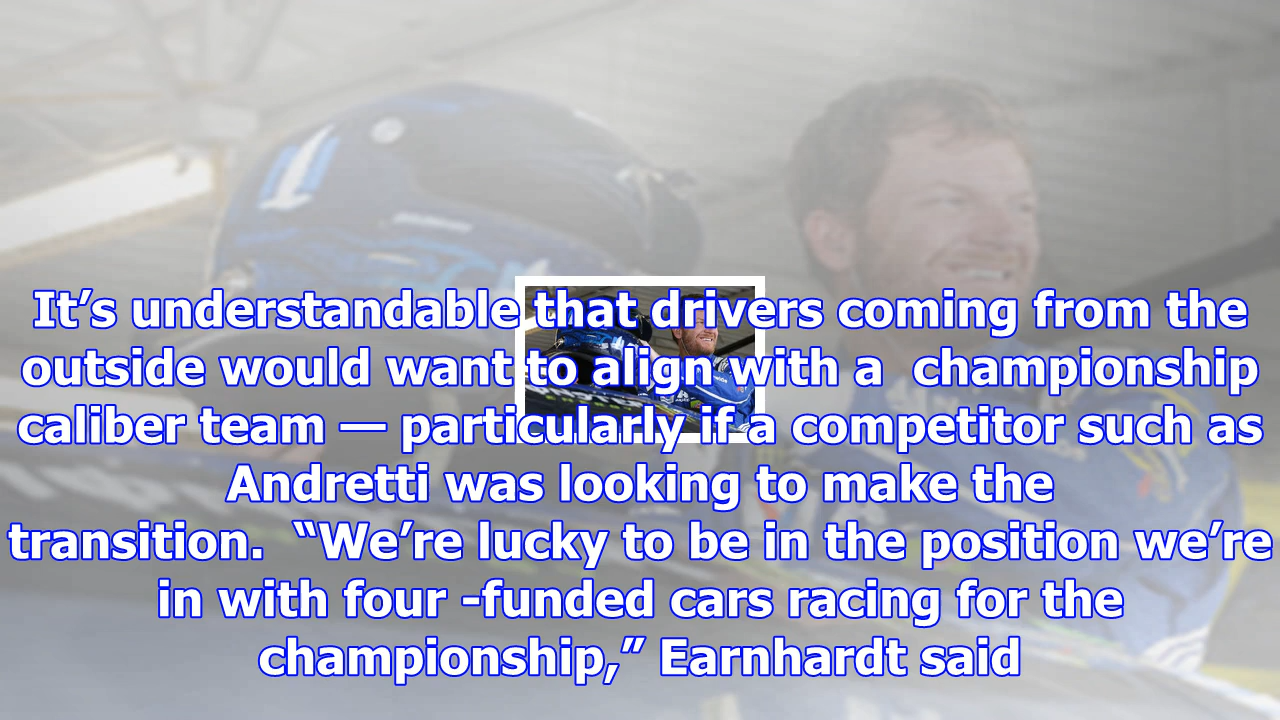 It’s understandable that drivers coming from the
outside would want to align with a  championship
caliber team — particularly if a competitor such as
Andretti was looking to make the
transition.  “We’re lucky to be in the position we’re
in with four -funded cars racing for the
championship,” Earnhardt said